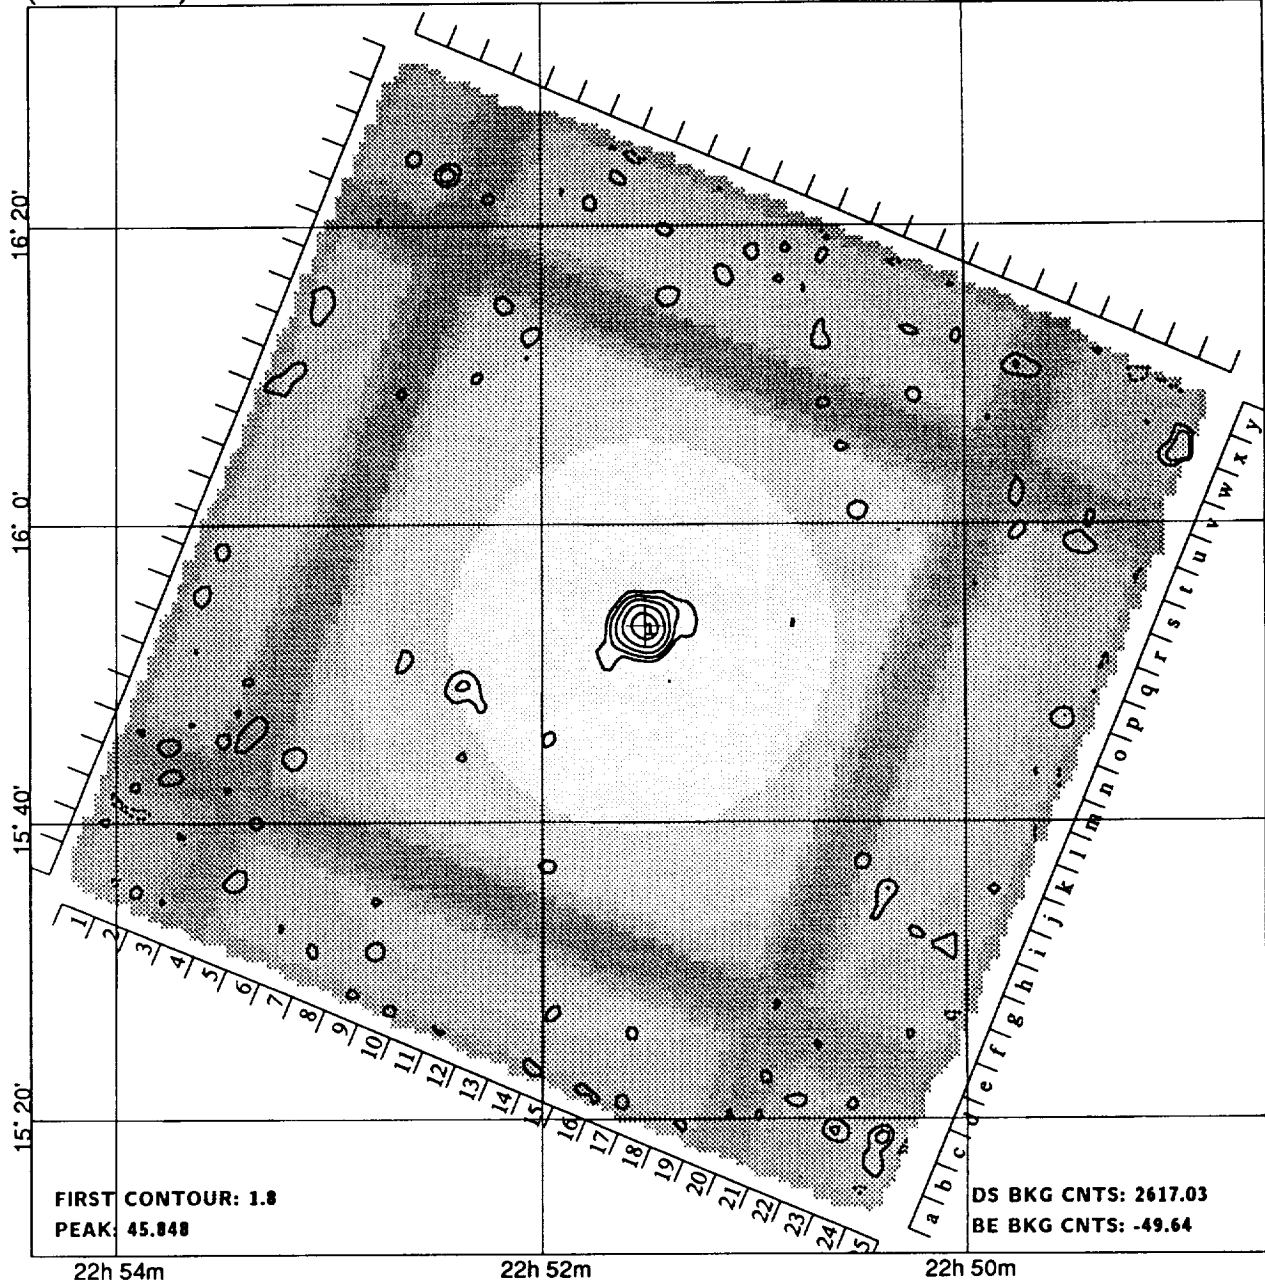 16° 20'
16° 0'
15° 40'
15° 20'
1 2 3 4 5 6 7 8 9 10 11 12 13 14 15 16 17 18 19 20 21 22 23 24 25
a b c d e f g h i j k l m n o p q r s t u v w x y
FIRST CONTOUR: 1.8
PEAK: 45.848
DS BKG CNTS: 2617.03
BE BKG CNTS: -49.64
22h 54m
22h 52m
22h 50m